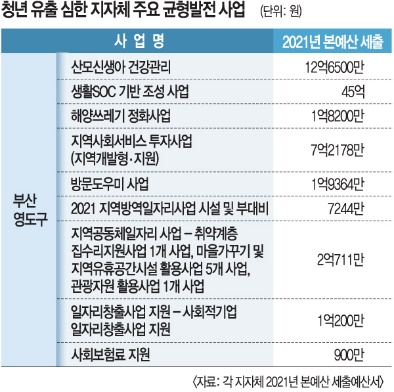 청년 유출 심한 지자체 주요 균형발전 사업 (단위: 원)
사 업 명 2021년 본예산 세출
부산
영도구
산모신생아 건강관리 12억6500만
생활SOC 기반 조성 사업 45억
해양쓰레기 정화사업 1억8200만
지역사회서비스 투자사업
(지역개발형·지원) 7억2178만
방문도우미 사업 1억9364만
2021 지역방역일자리사업 시설 및 부대비 7244만
지역공동체일자리 사업 – 취약계층
집수리지원사업 1개 사업, 마을가꾸기 및
지역유휴공간시설 활용사업 5개 사업,
관광자원 활용사업 1개 사업 2억711만
일자리창출사업 지원 – 사회적기업
일자리창출사업 지원 1억200만
사회보험료 지원 900만
〈자료: 각 지자체 2021년 본예산 세출예산서〉